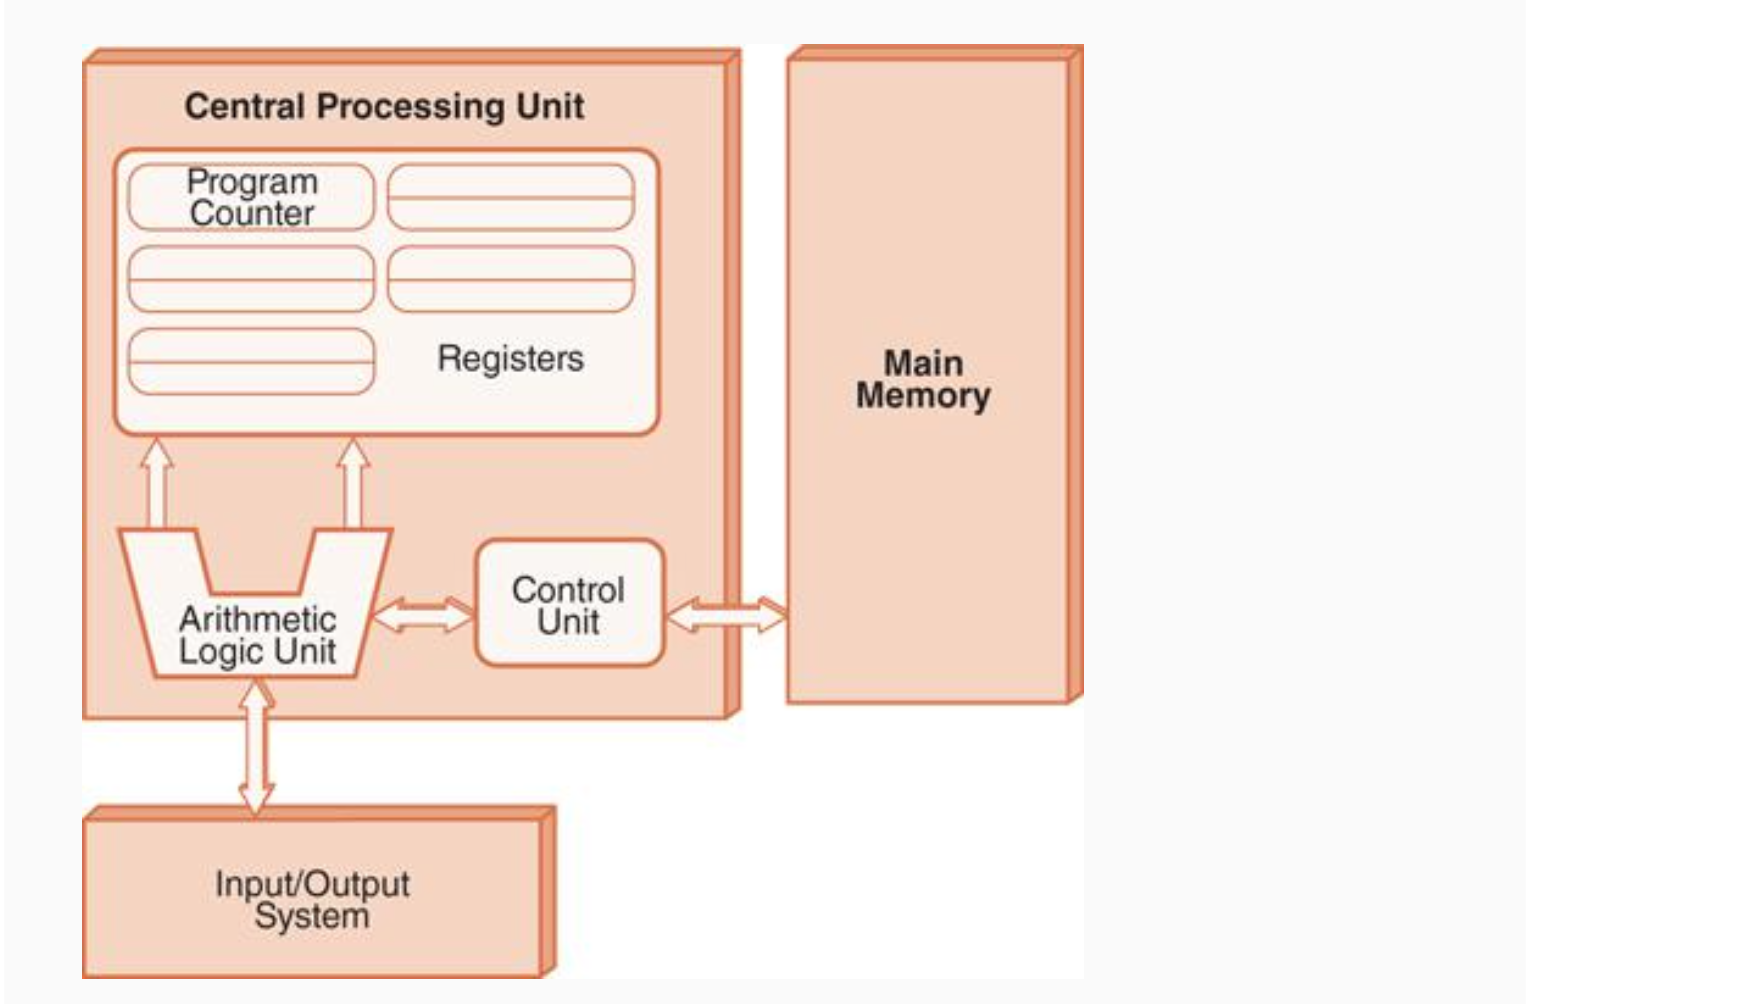 Central Processing Unit
Program
Counter
Registers
Main
Memory
Arithmetic
Logic Unit
Control
Unit
Input/Output
System